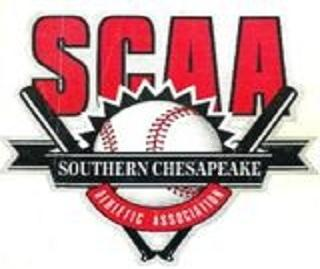 SCAA
SOUTHERN CHESAPEAKE
ATHLETIC ASSOCIATION